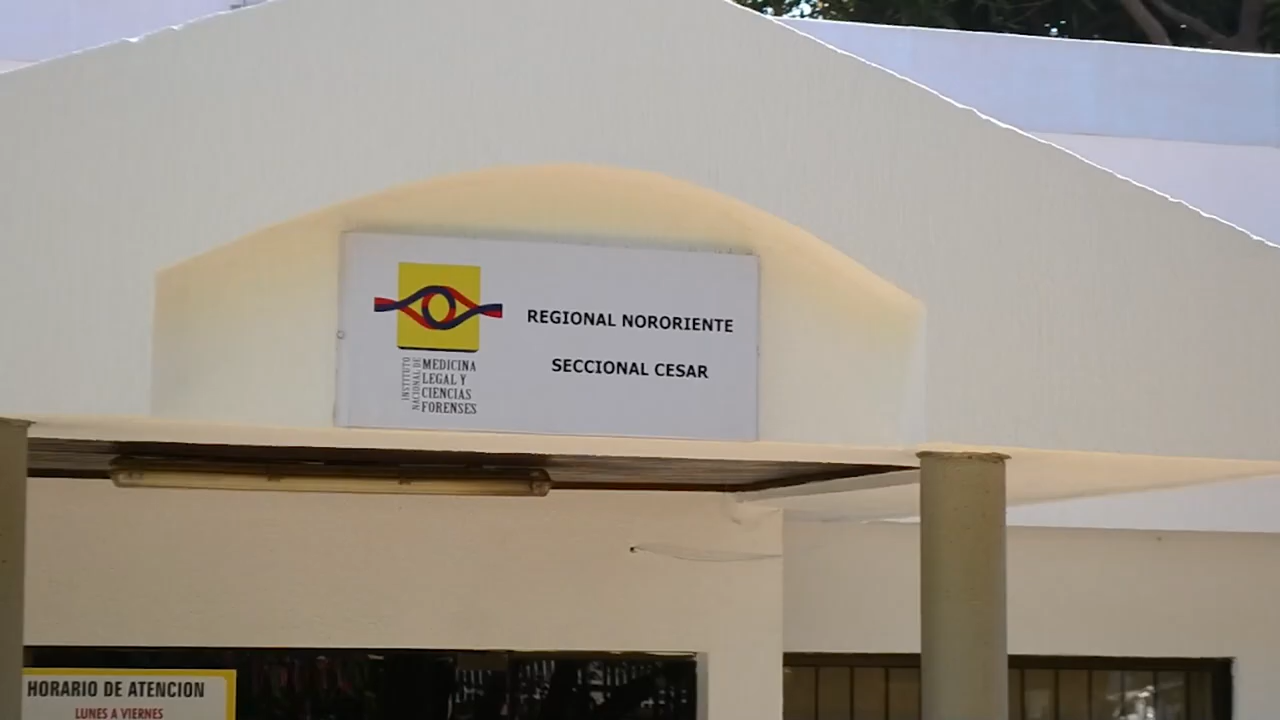 REGIONAL NORORIENTE
SECCIONAL CESAR
INSTITUTO
NACIONAL DE
MEDICINA
LEGAL Y
CIENCIAS
FORENSES
HORARIO DE ATENCION
LUNES A VIERNES